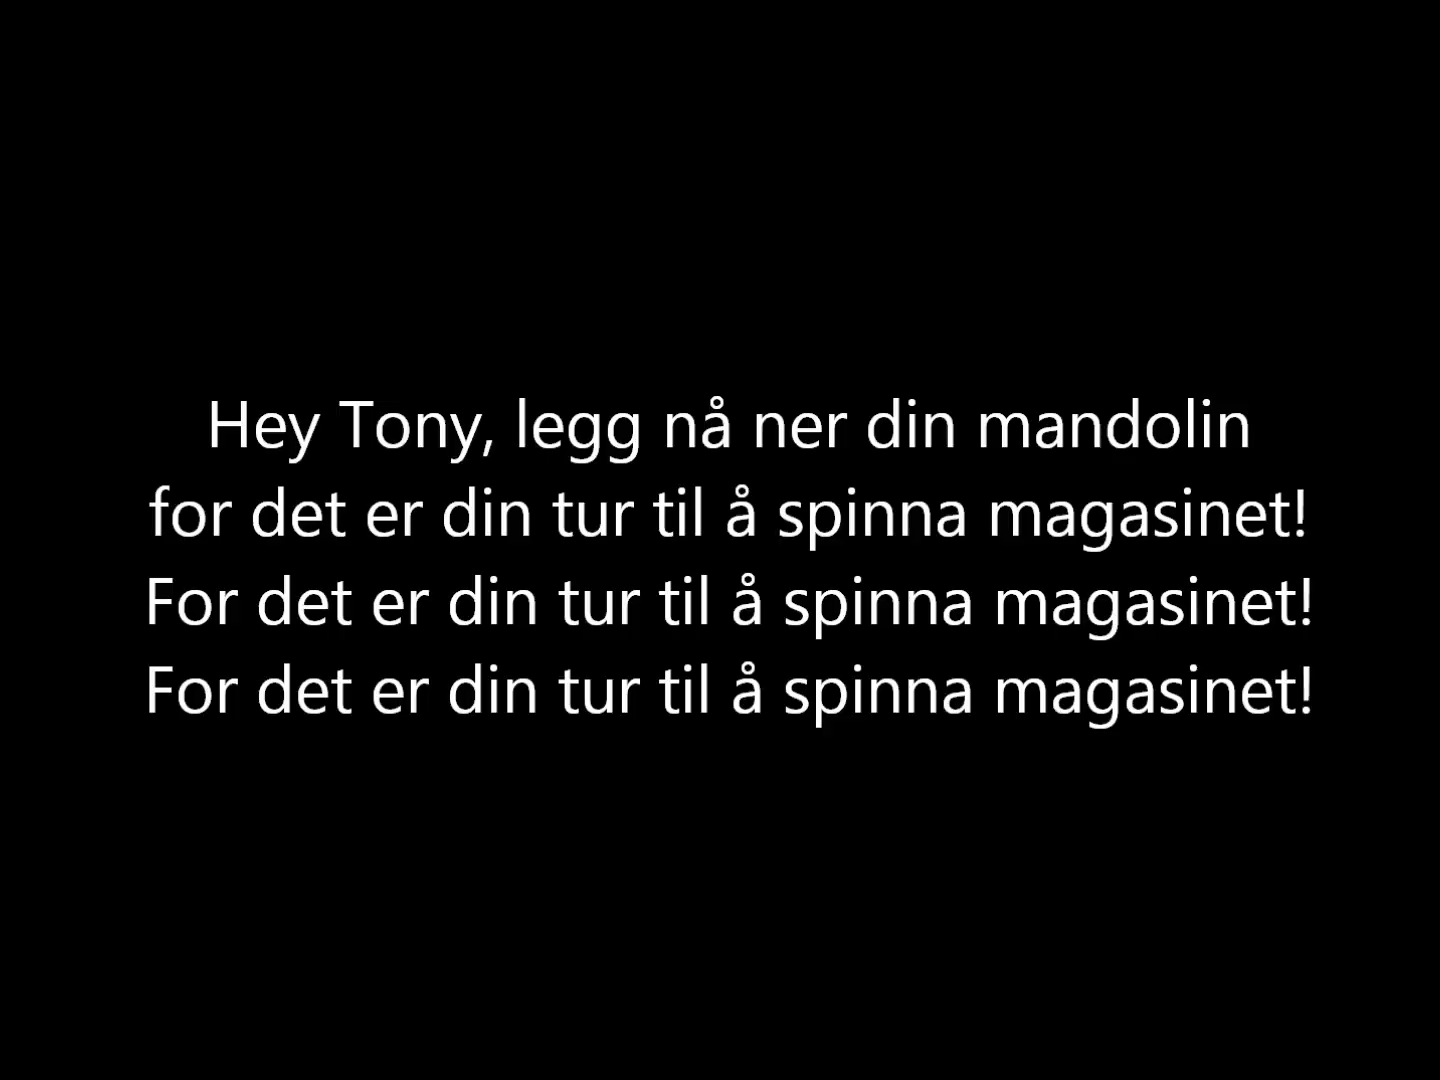 Hey Tony, legg nå ner din mandolin
for det er din tur til å spinna magasinet!
For det er din tur til å spinna magasinet!
For det er din tur til å spinna magasinet!